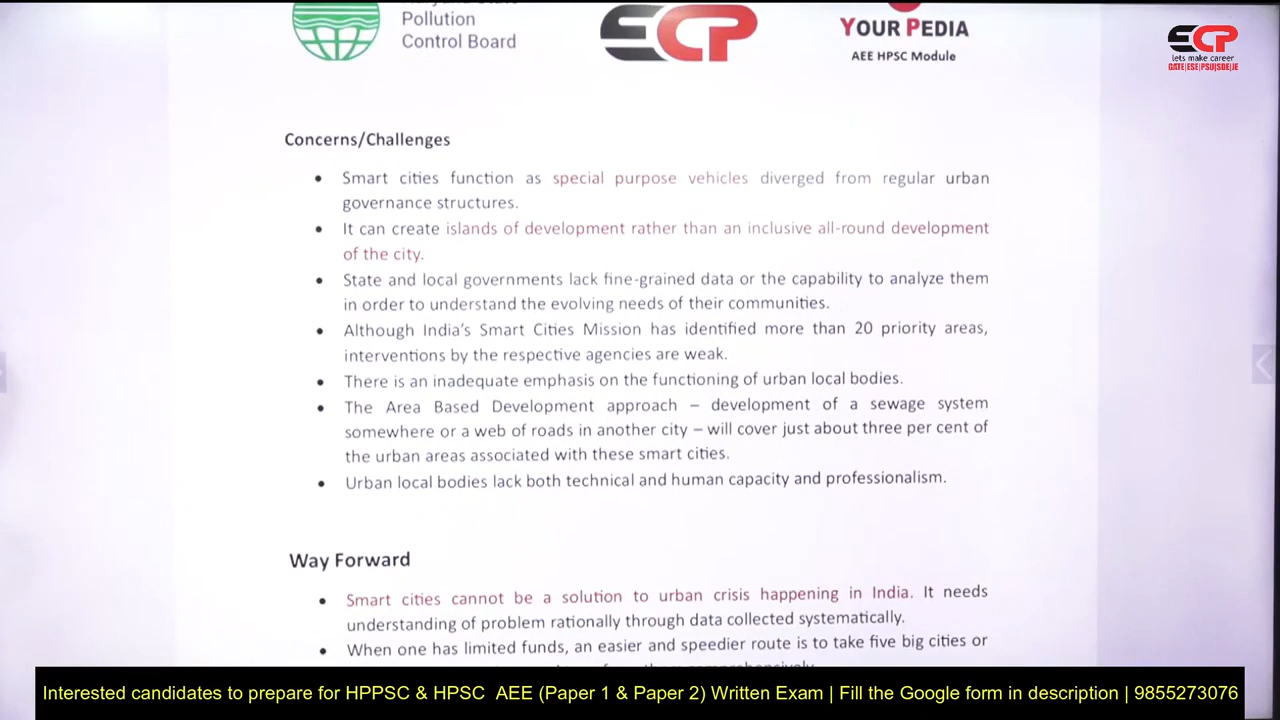 Pollution
Control Board
ECP
YOUR PEDIA
AEE HPSC Module
ECP
lets make career
GATE|ESE|PSU|SDE|JE
Concerns/Challenges
• Smart cities function as special purpose vehicles diverged from regular urban
governance structures.
• It can create islands of development rather than an inclusive all-round development
of the city.
• State and local governments lack fine-grained data or the capability to analyze them
in order to understand the evolving needs of their communities.
• Although India's Smart Cities Mission has identified more than 20 priority areas,
interventions by the respective agencies are weak.
• There is an inadequate emphasis on the functioning of urban local bodies.
• The Area Based Development approach – development of a sewage system
somewhere or a web of roads in another city – will cover just about three per cent of
the urban areas associated with these smart cities.
• Urban local bodies lack both technical and human capacity and professionalism.
Way Forward
• Smart cities cannot be a solution to urban crisis happening in India. It needs
understanding of problem rationally through data collected systematically.
• When one has limited funds, an easier and speedier route is to take five big cities or
Interested candidates to prepare for HPPSC & HPSC AEE (Paper 1 & Paper 2) Written Exam | Fill the Google form in description | 9855273076